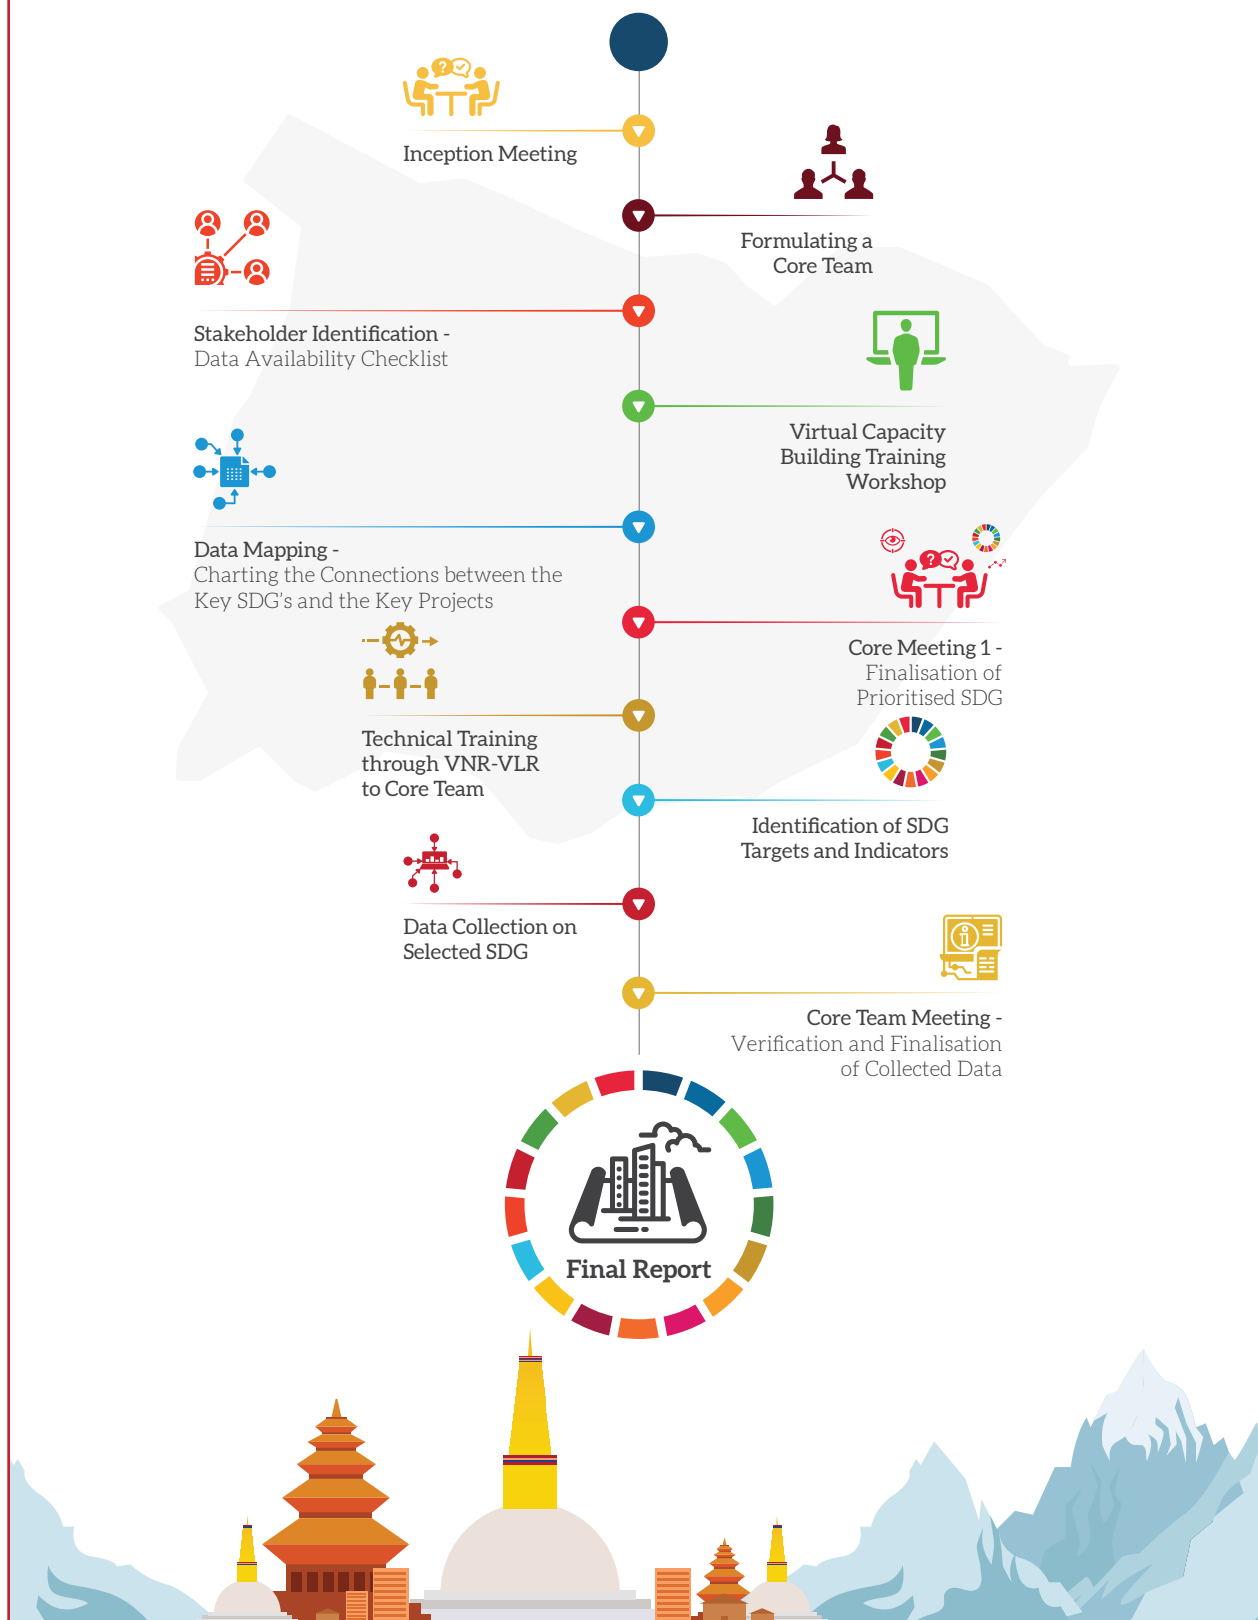 Inception Meeting
Formulating a
Core Team
Stakeholder Identification -
Data Availability Checklist
Virtual Capacity
Building Training
Workshop
Data Mapping -
Charting the Connections between the
Key SDG's and the Key Projects
Core Meeting 1 -
Finalisation of
Prioritised SDG
Technical Training
through VNR-VLR
to Core Team
Identification of SDG
Targets and Indicators
Data Collection on
Selected SDG
Core Team Meeting -
Verification and Finalisation
of Collected Data
Final Report